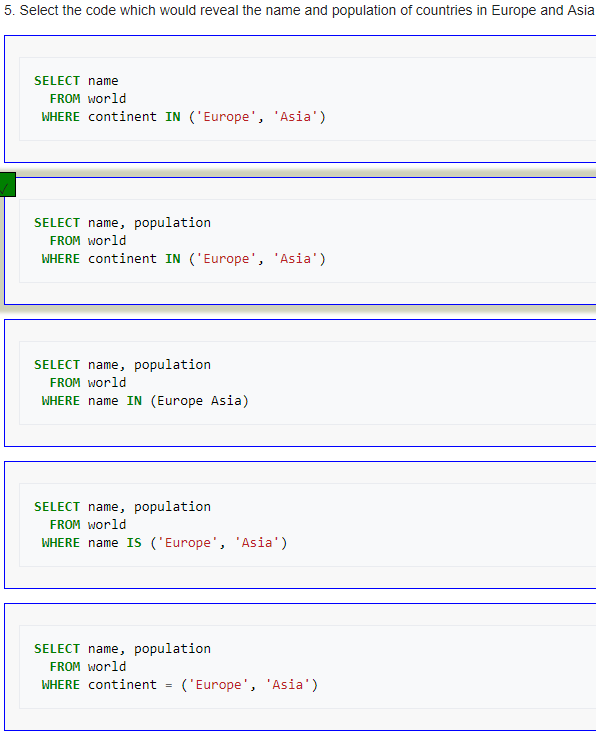 5. Select the code which would reveal the name and population of countries in Europe and Asia
SELECT name
FROM world
WHERE continent IN ('Europe', 'Asia')
SELECT name, population
FROM world
WHERE continent IN ('Europe', 'Asia')
SELECT name, population
FROM world
WHERE name IN (Europe Asia)
SELECT name, population
FROM world
WHERE name IS ('Europe', 'Asia')
SELECT name, population
FROM world
WHERE continent = ('Europe', 'Asia')